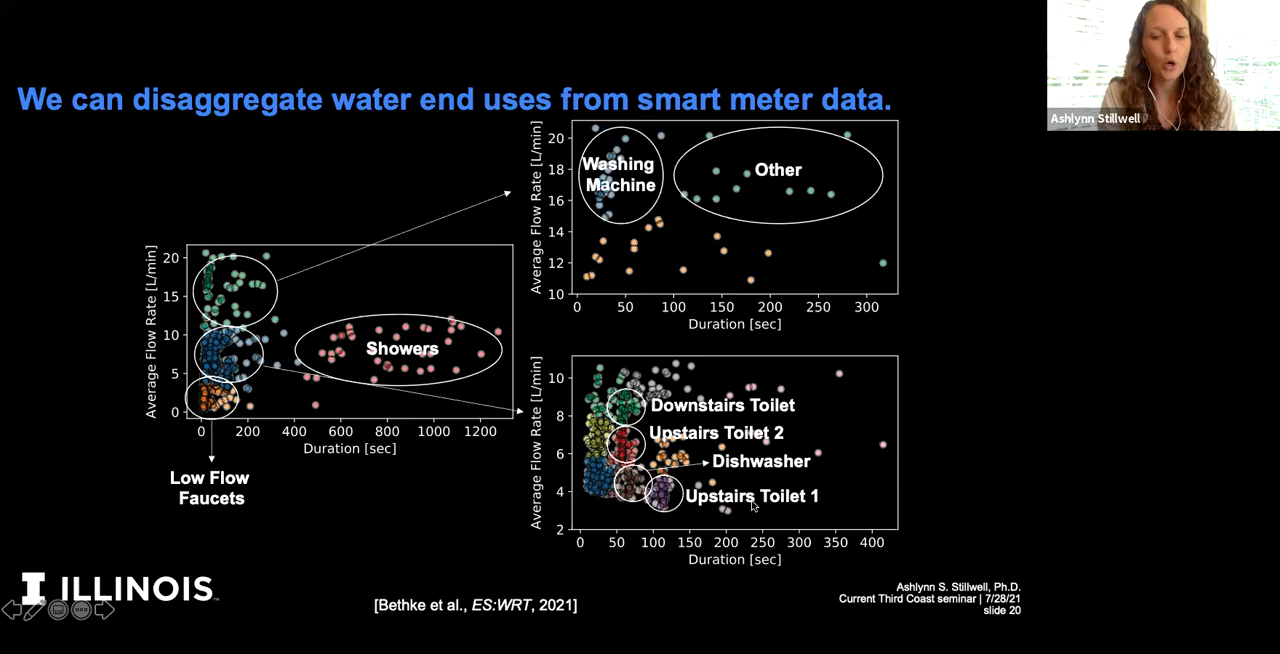 Ashlynn Stillwell
We can disaggregate water end uses from smart meter data.
Average Flow Rate [L/min]
20
15
10
5
0
0 200 400 600 800 1000 1200
Duration [sec]
Showers
Low Flow
Faucets
Average Flow Rate [L/min]
20
18
16
14
12
10
0 50 100 150 200 250 300
Duration [sec]
Washing
Machine
Other
Average Flow Rate [L/min]
10
8
6
4
2
0 50 100 150 200 250 300 350 400
Duration [sec]
Downstairs Toilet
Upstairs Toilet 2
Dishwasher
Upstairs Toilet 1
I ILLINOIS
[Bethke et al., ES:WRT, 2021]
Ashlynn S. Stillwell, Ph.D.
Current Third Coast seminar | 7/28/21
slide 20